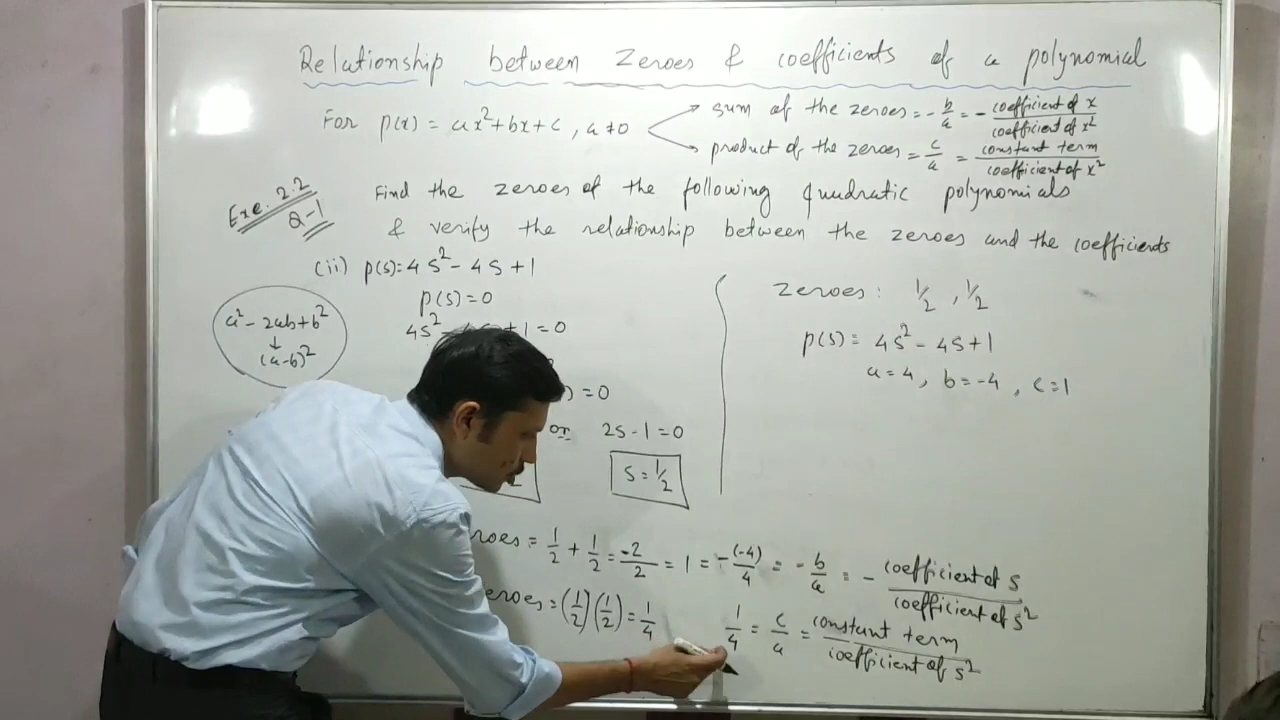 Relationship between Zeroes & coefficients of a polynomial
For p(x) = ax²+bx+c, a≠0
sum of the zeroes = -b/a = - coefficient of x / coefficient of x²
product of the zeroes = c/a = constant term / coefficient of x²
Exe. 2.2
Q-1
Find the zeroes of the following quadratic polynomials
& verify the relationship between the zeroes and the coefficients
(ii) p(s) = 4s² - 4s + 1
p(s) = 0
4s² - 4s + 1 = 0
a² - 2ab + b²
↓
(a-b)²
) = 0
or 2s - 1 = 0
s = 1/2
zeroes : 1/2, 1/2
p(s) = 4s² - 4s + 1
a = 4, b = -4, c = 1
roes = 1/2 + 1/2 = -2/2 = 1 = -(-4)/4 = -b/a = - coefficient of s / coefficient of s²
eroes = (1/2)(1/2) = 1/4 1/4 = c/a = constant term / coefficient of s²